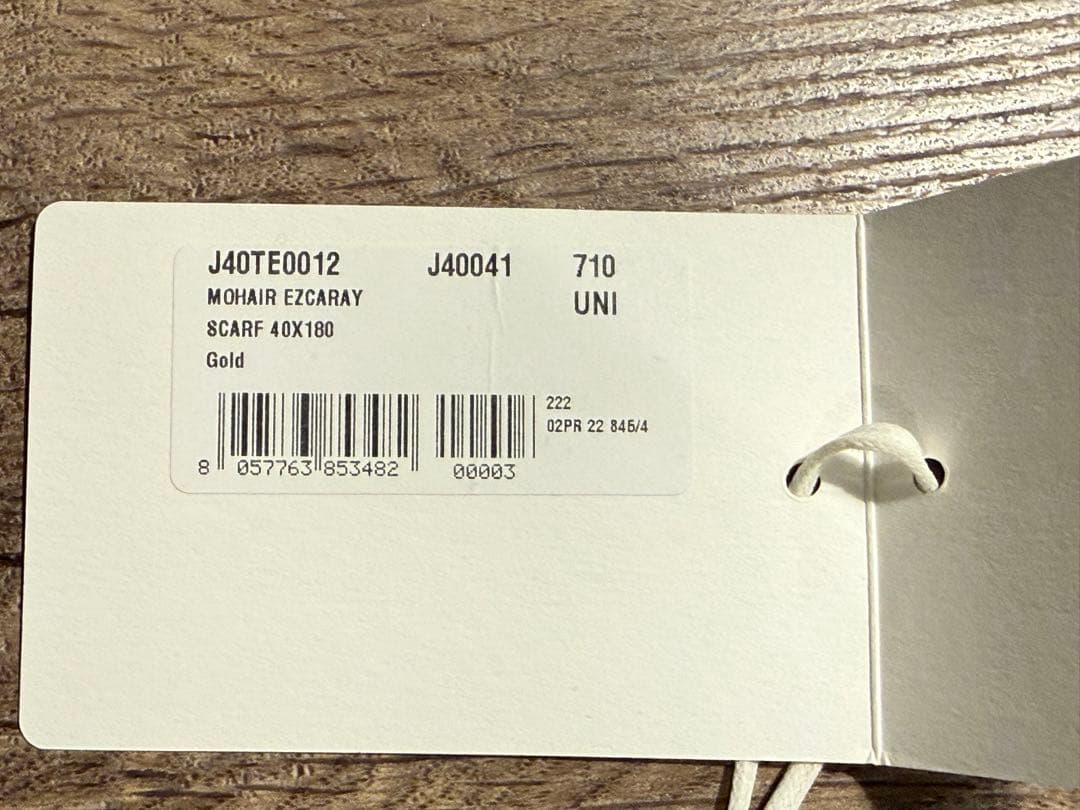 J40TE0012 J40041 710
MOHAIR EZCARAY UNI
SCARF 40X180
Gold
222
02PR 22 845/4
8 057763 853482 00003